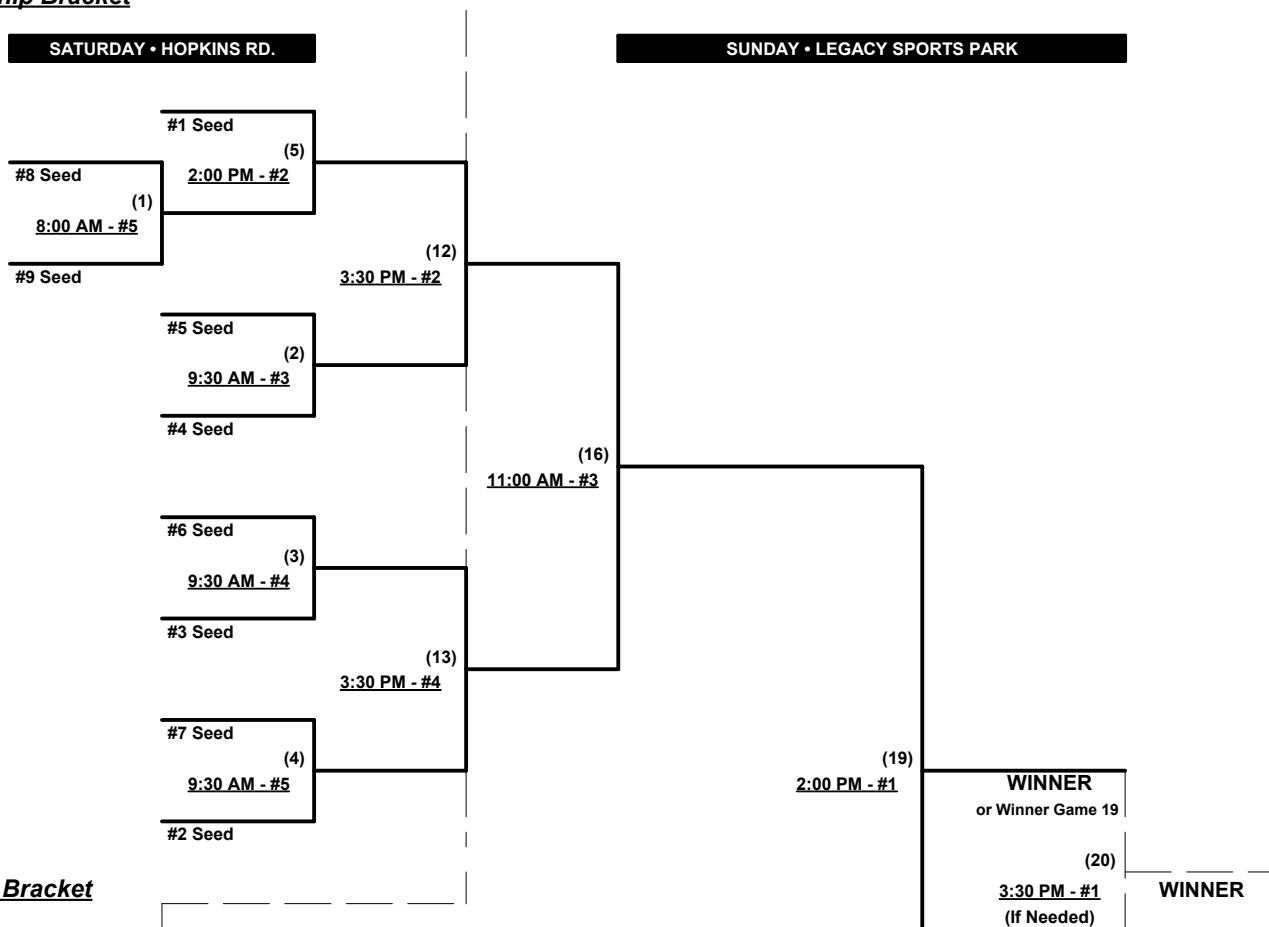 Bracket
SATURDAY • HOPKINS RD.
SUNDAY • LEGACY SPORTS PARK
#1 Seed
(5)
2:00 PM - #2
#8 Seed
(1)
8:00 AM - #5
#9 Seed
(12)
3:30 PM - #2
#5 Seed
(2)
9:30 AM - #3
#4 Seed
(16)
11:00 AM - #3
#6 Seed
(3)
9:30 AM - #4
#3 Seed
(13)
3:30 PM - #4
#7 Seed
(4)
9:30 AM - #5
#2 Seed
(19)
2:00 PM - #1
WINNER
or Winner Game 19
(20)
3:30 PM - #1
(If Needed)
WINNER
Bracket